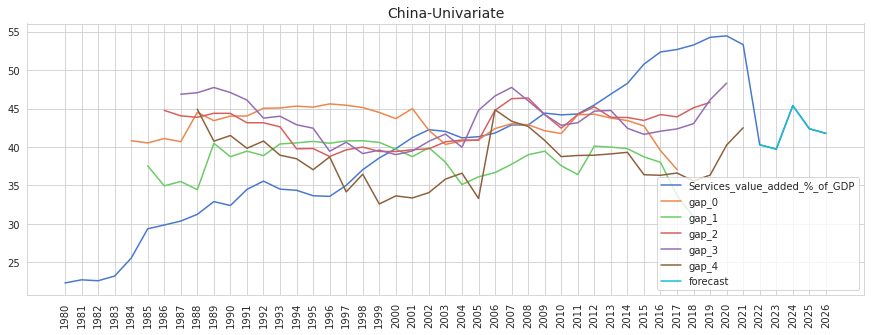 China-Univariate
55
50
45
40
35
30
25
Services_value_added_%_of_GDP
gap_0
gap_1
gap_2
gap_3
gap_4
forecast
1980 1981 1982 1983 1984 1985 1986 1987 1988 1989 1990 1991 1992 1993 1994 1995 1996 1997 1998 1999 2000 2001 2002 2003 2004 2005 2006 2007 2008 2009 2010 2011 2012 2013 2014 2015 2016 2017 2018 2019 2020 2021 2022 2023 2024 2025 2026